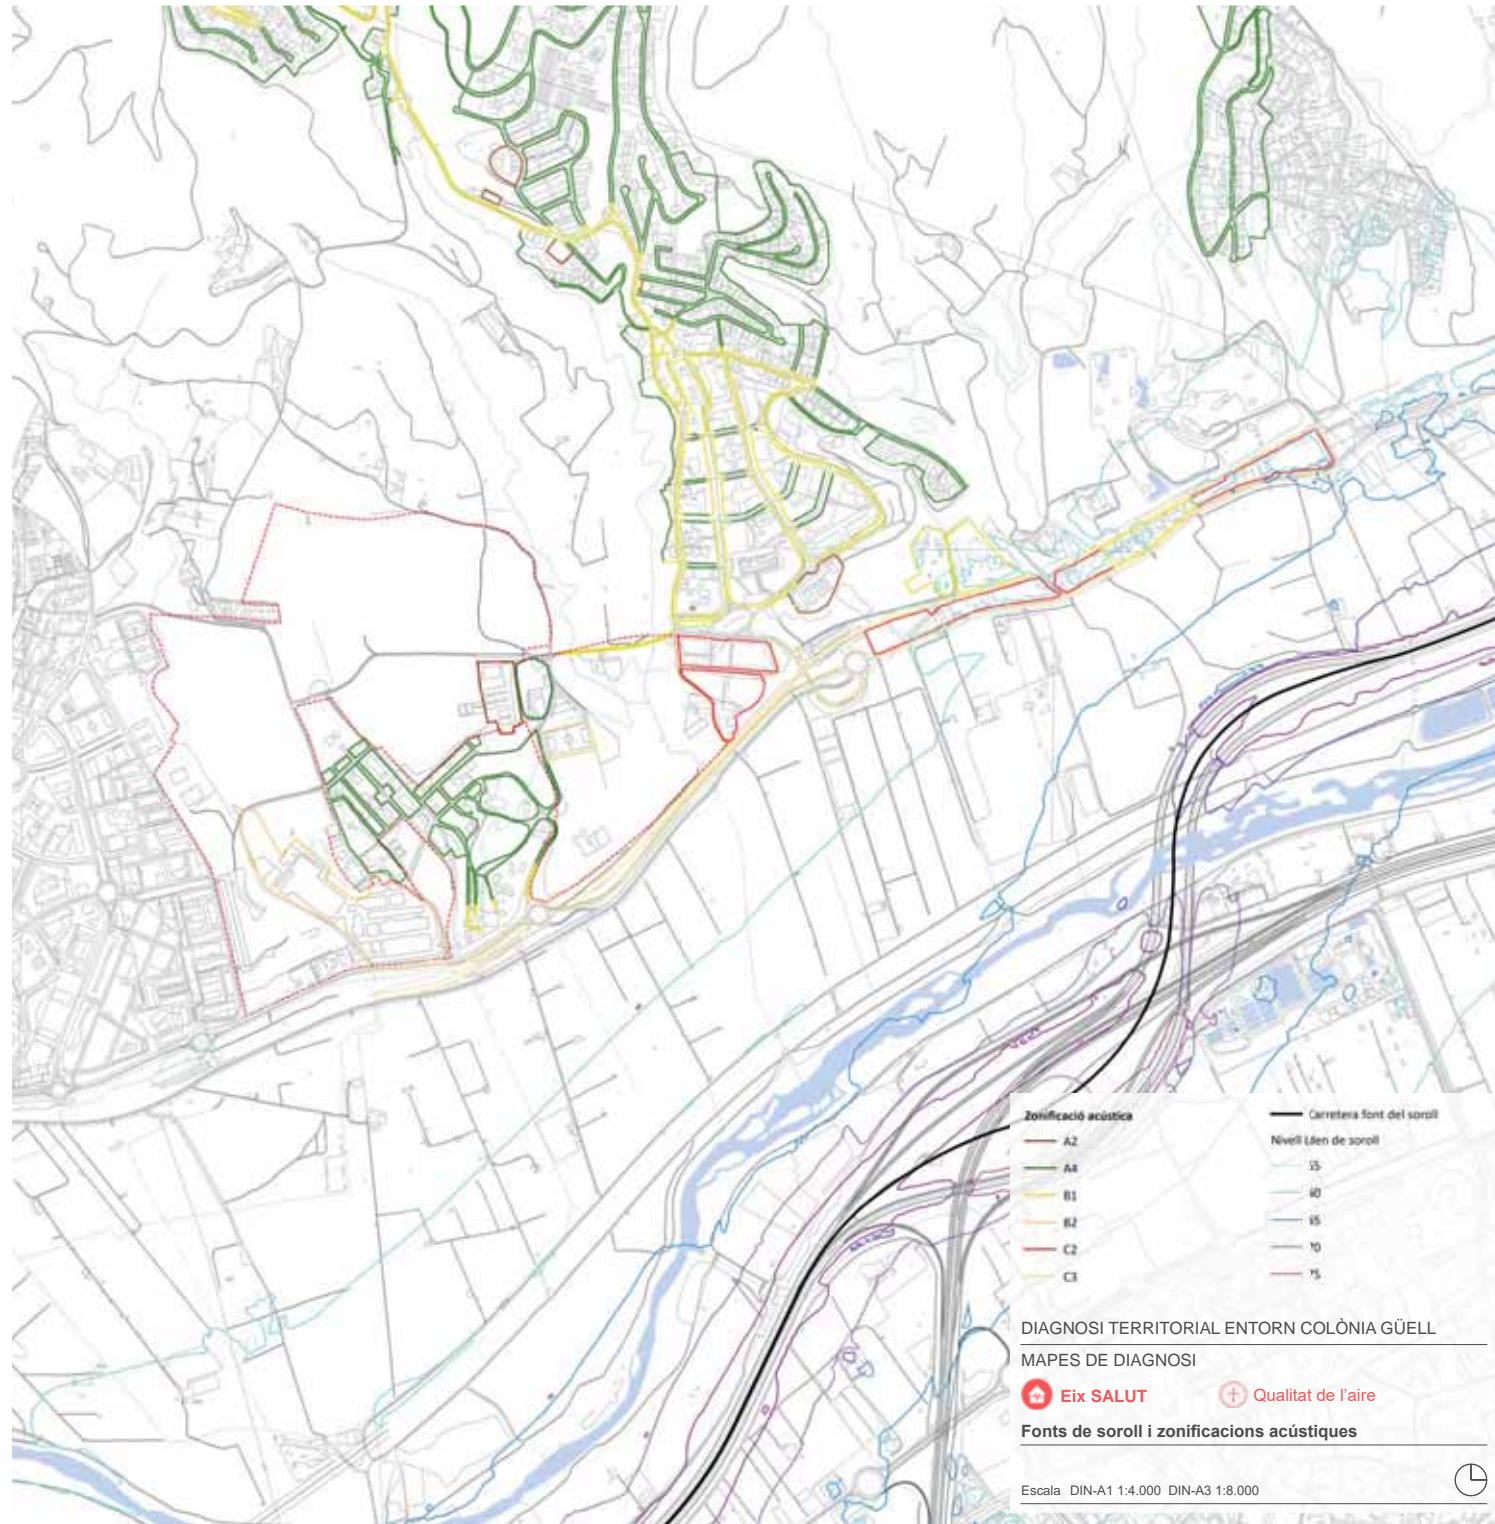 Zonificació acústica
A2
A4
B1
B2
C2
C3
Carretera font del soroll
Nivell Lden de soroll
55
60
65
70
75
DIAGNOSI TERRITORIAL ENTORN COLÒNIA GÜELL
MAPES DE DIAGNOSI
Eix SALUT
Qualitat de l'aire
Fonts de soroll i zonificacions acústiques
Escala DIN-A1 1:4.000 DIN-A3 1:8.000